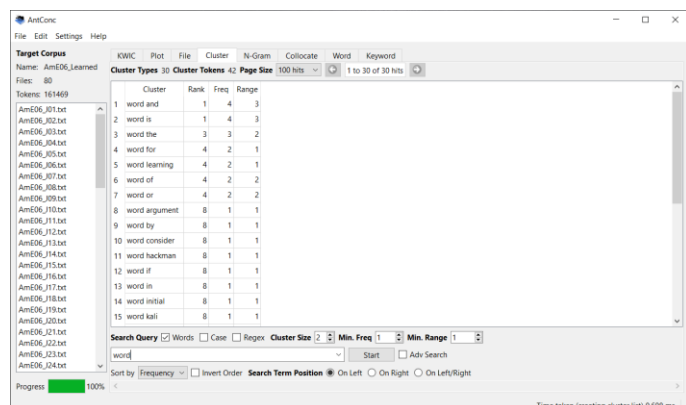 AntConc
File Edit Settings Help
Target Corpus
Name: AmE06_Learned
Files: 80
Tokens: 161469
AmE06_J01.txt
AmE06_J02.txt
AmE06_J03.txt
AmE06_J04.txt
AmE06_J05.txt
AmE06_J06.txt
AmE06_J07.txt
AmE06_J08.txt
AmE06_J09.txt
AmE06_J10.txt
AmE06_J11.txt
AmE06_J12.txt
AmE06_J13.txt
AmE06_J14.txt
AmE06_J15.txt
AmE06_J16.txt
AmE06_J17.txt
AmE06_J18.txt
AmE06_J19.txt
AmE06_J20.txt
AmE06_J21.txt
AmE06_J22.txt
AmE06_J23.txt
AmE06_J24.txt
Progress 100%
KWIC Plot File Cluster N-Gram Collocate Word Keyword
Cluster Types 30 Cluster Tokens 42 Page Size 100 hits 1 to 30 of 30 hits
Cluster Rank Freq Range
1 word and 1 4 3
2 word is 1 4 3
3 word the 3 3 2
4 word for 4 2 1
5 word learning 4 2 1
6 word of 4 2 2
7 word or 4 2 2
8 word argument 8 1 1
9 word by 8 1 1
10 word consider 8 1 1
11 word hackman 8 1 1
12 word if 8 1 1
13 word in 8 1 1
14 word initial 8 1 1
15 word kali 8 1 1
Search Query Words Case Regex Cluster Size 2 Min. Freq 1 Min. Range 1
word Start Adv Search
Sort by Frequency Invert Order Search Term Position On Left On Right On Left/Right